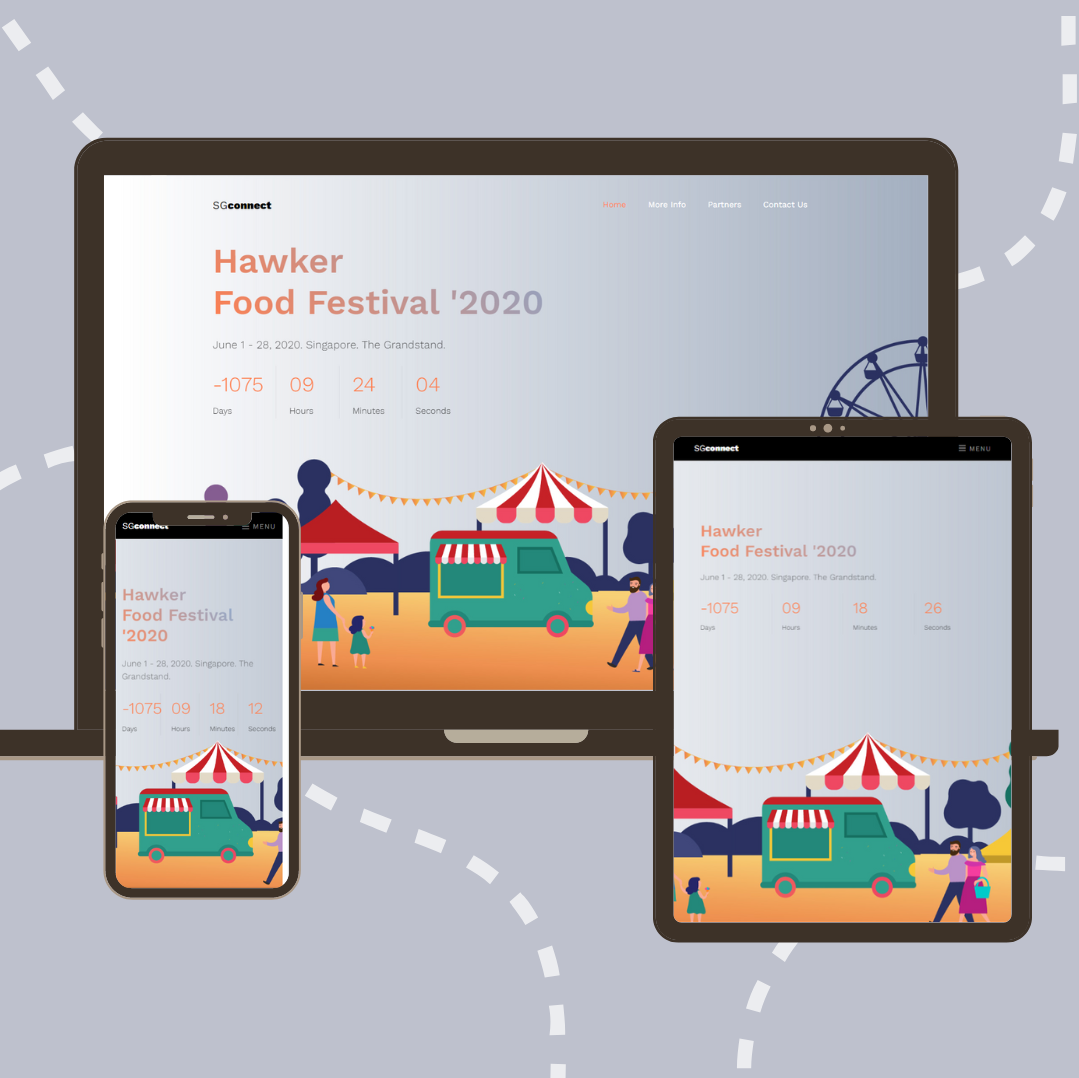 SGconnect
Home More Info Partners Contact Us
Hawker
Food Festival '2020
June 1 - 28, 2020. Singapore. The Grandstand.
-1075 09 24 04
Days Hours Minutes Seconds
SGconnect MENU
Hawker
Food Festival
'2020
June 1 - 28, 2020. Singapore. The
Grandstand.
-1075 09 18 12
Days Hours Minutes Seconds
SGconnect MENU
Hawker
Food Festival '2020
June 1 - 28, 2020. Singapore. The Grandstand.
-1075 09 18 26
Days Hours Minutes Seconds